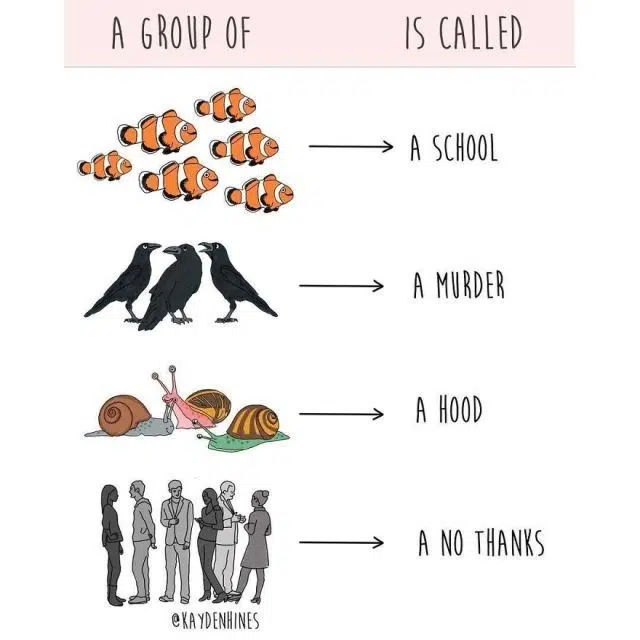 A GROUP OF IS CALLED
A SCHOOL
A MURDER
A HOOD
A NO THANKS
@KAYDENHINES